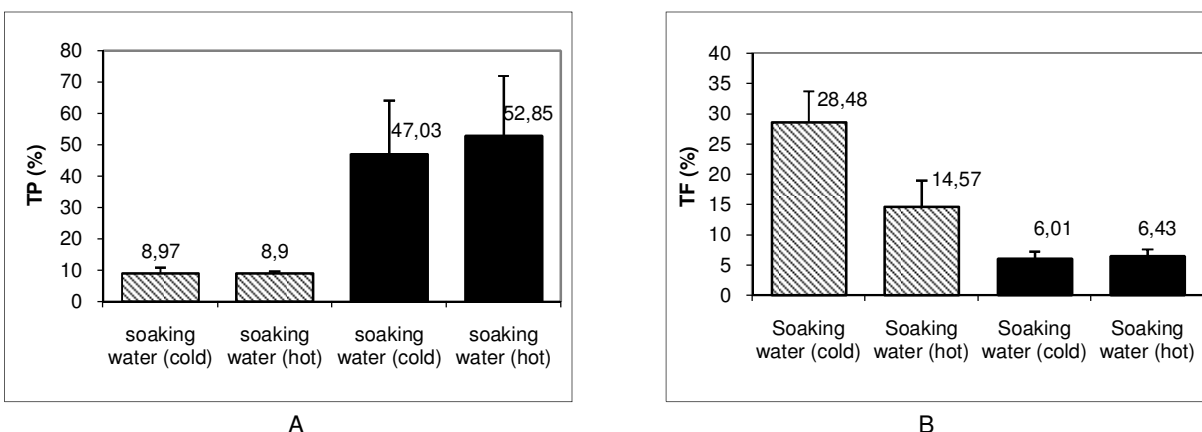 80
70
60
50
40
30
20
10
0
TP (%)
8,97
8,9
47,03
52,85
soaking water (cold)
soaking water (hot)
soaking water (cold)
soaking water (hot)
A
40
35
30
25
20
15
10
5
0
TF (%)
28,48
14,57
6,01
6,43
Soaking water (cold)
Soaking water (hot)
Soaking water (cold)
Soaking water (hot)
B